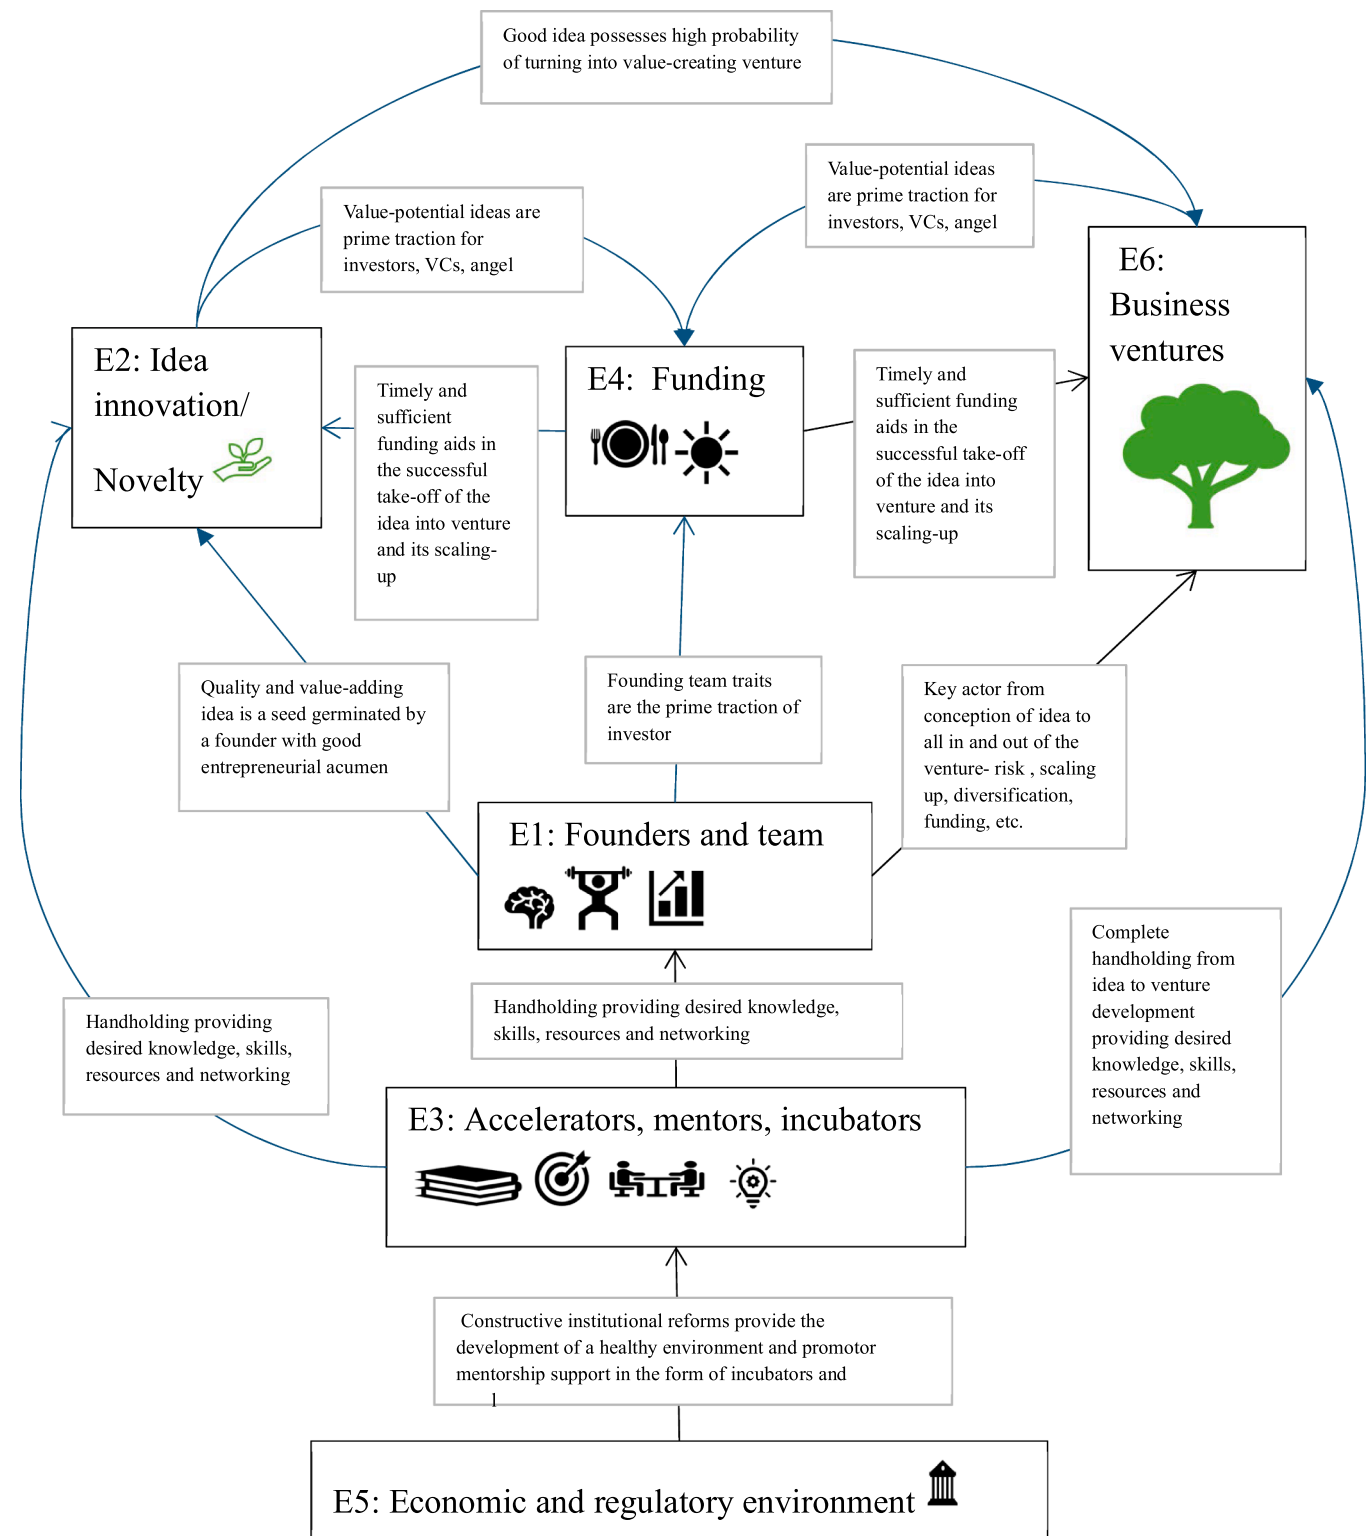 Good idea possesses high probability
of turning into value-creating venture
Value-potential ideas
are prime traction for
investors, VCs, angel
Value-potential ideas are
prime traction for
investors, VCs, angel
E6:
Business
ventures
E2: Idea
innovation/
Novelty
Timely and
sufficient
funding aids in
the successful
take-off of the
idea into venture
and its scaling-
up
E4: Funding
Timely and
sufficient funding
aids in the
successful take-off
of the idea into
venture and its
scaling-up
Quality and value-adding
idea is a seed germinated by
a founder with good
entrepreneurial acumen
Founding team traits
are the prime traction of
investor
Key actor from
conception of idea to
all in and out of the
venture- risk , scaling
up, diversification,
funding, etc.
E1: Founders and team
Complete
handholding from
idea to venture
development
providing desired
knowledge, skills,
resources and
networking
Handholding providing desired knowledge,
skills, resources and networking
Handholding providing
desired knowledge, skills,
resources and networking
E3: Accelerators, mentors, incubators
Constructive institutional reforms provide the
development of a healthy environment and promotor
mentorship support in the form of incubators and
E5: Economic and regulatory environment